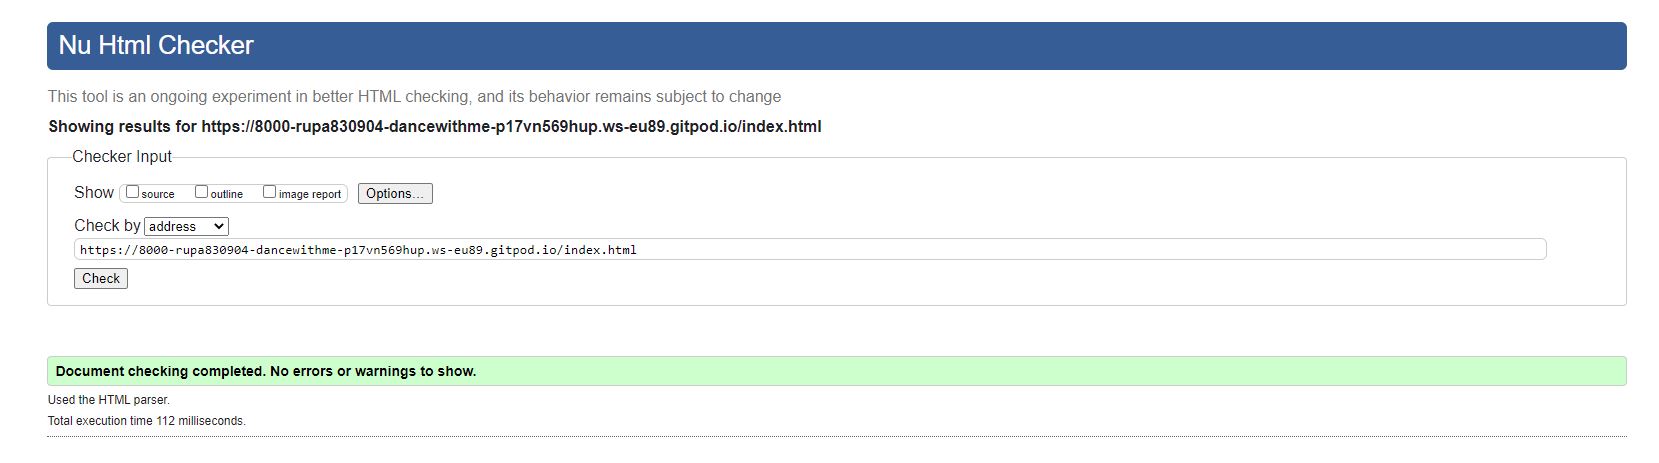 Nu Html Checker
This tool is an ongoing experiment in better HTML checking, and its behavior remains subject to change
Showing results for https://8000-rupa830904-dancewithme-p17vn569hup.ws-eu89.gitpod.io/index.html
Checker Input
Show source outline image report Options...
Check by address
https://8000-rupa830904-dancewithme-p17vn569hup.ws-eu89.gitpod.io/index.html
Check
Document checking completed. No errors or warnings to show.
Used the HTML parser.
Total execution time 112 milliseconds.